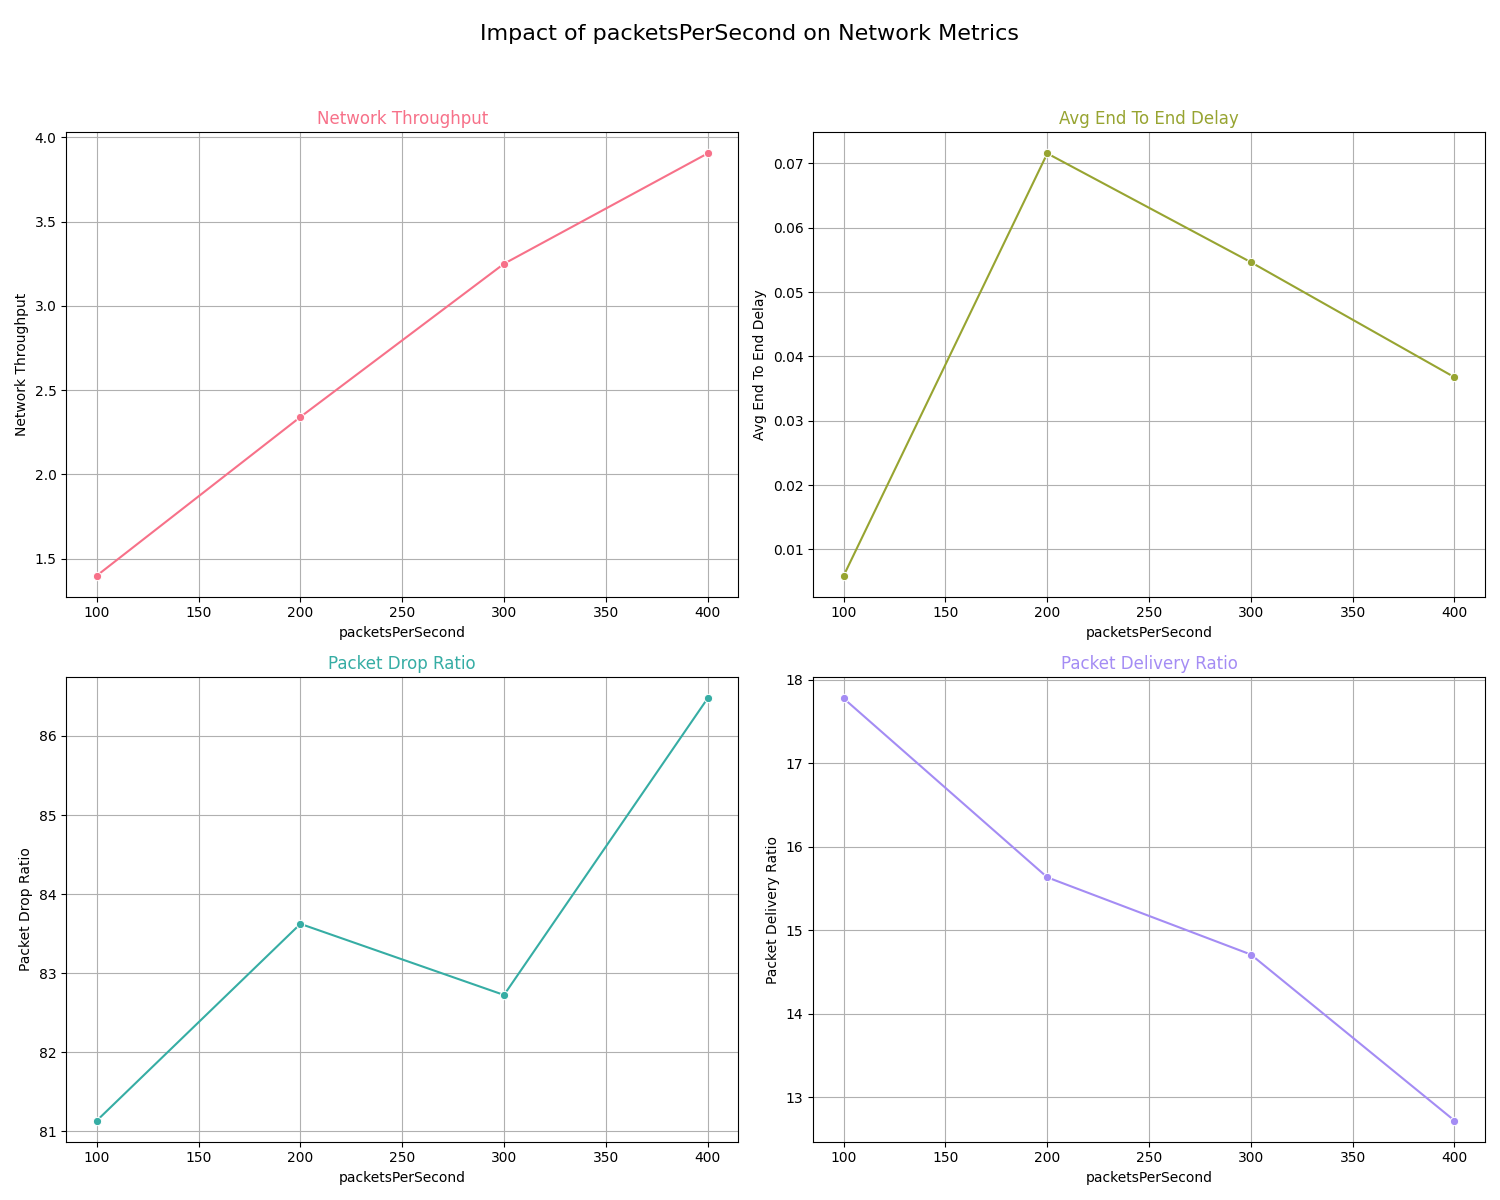 Impact of packetsPerSecond on Network Metrics
Network Throughput
4.0
3.5
3.0
2.5
2.0
1.5
Network Throughput
100 150 200 250 300 350 400
packetsPerSecond
Avg End To End Delay
0.07
0.06
0.05
0.04
0.03
0.02
0.01
Avg End To End Delay
100 150 200 250 300 350 400
packetsPerSecond
Packet Drop Ratio
86
85
84
83
82
81
Packet Drop Ratio
100 150 200 250 300 350 400
packetsPerSecond
Packet Delivery Ratio
18
17
16
15
14
13
Packet Delivery Ratio
100 150 200 250 300 350 400
packetsPerSecond